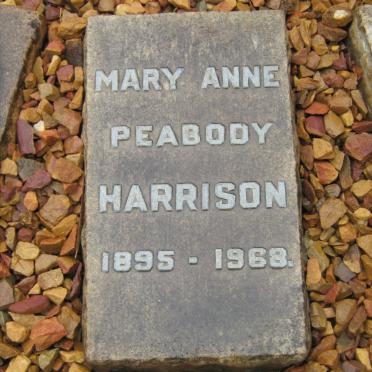 MARY ANNE
PEABODY
HARRISON
1895 - 1968.